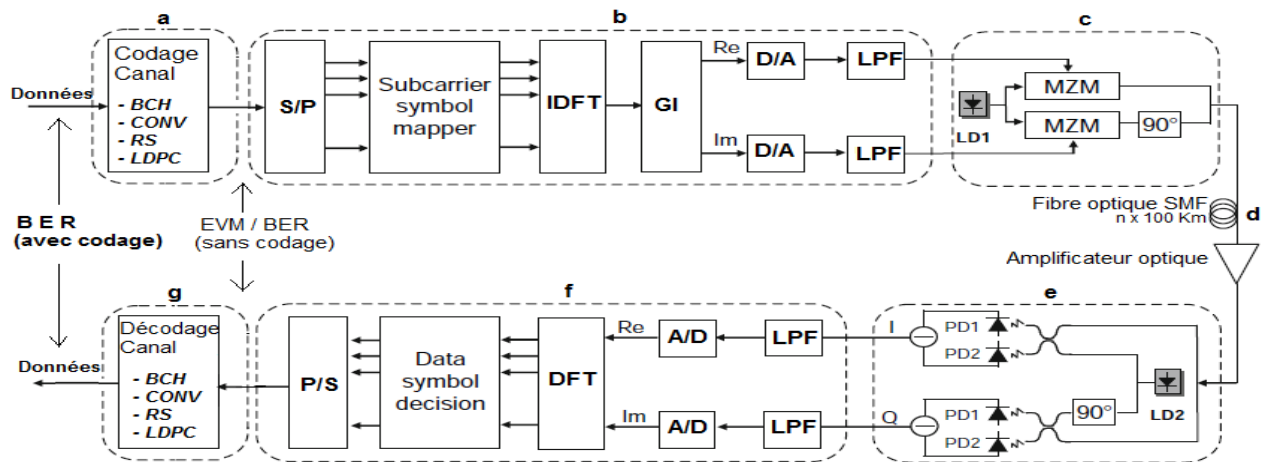 a
b
c
Codage
Canal
- BCH
- CONV
- RS
- LDPC
Données
S/P
Subcarrier
symbol
mapper
IDFT
GI
Re
D/A
LPF
Im
D/A
LPF
LD1
MZM
MZM
90°
BER
(avec codage)
EVM / BER
(sans codage)
Fibre optique SMF
n x 100 Km
d
Amplificateur optique
g
f
e
Décodage
Canal
- BCH
- CONV
- RS
- LDPC
Données
P/S
Data
symbol
decision
DFT
Re
A/D
LPF
I
Im
A/D
LPF
Q
PD1
PD2
PD1
PD2
90°
LD2